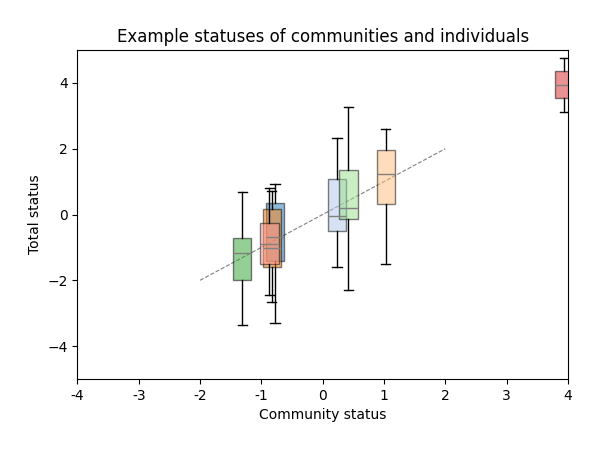 Example statuses of communities and individuals
Total status
4
2
0
−2
−4
-4 -3 -2 -1 0 1 2 3 4
Community status